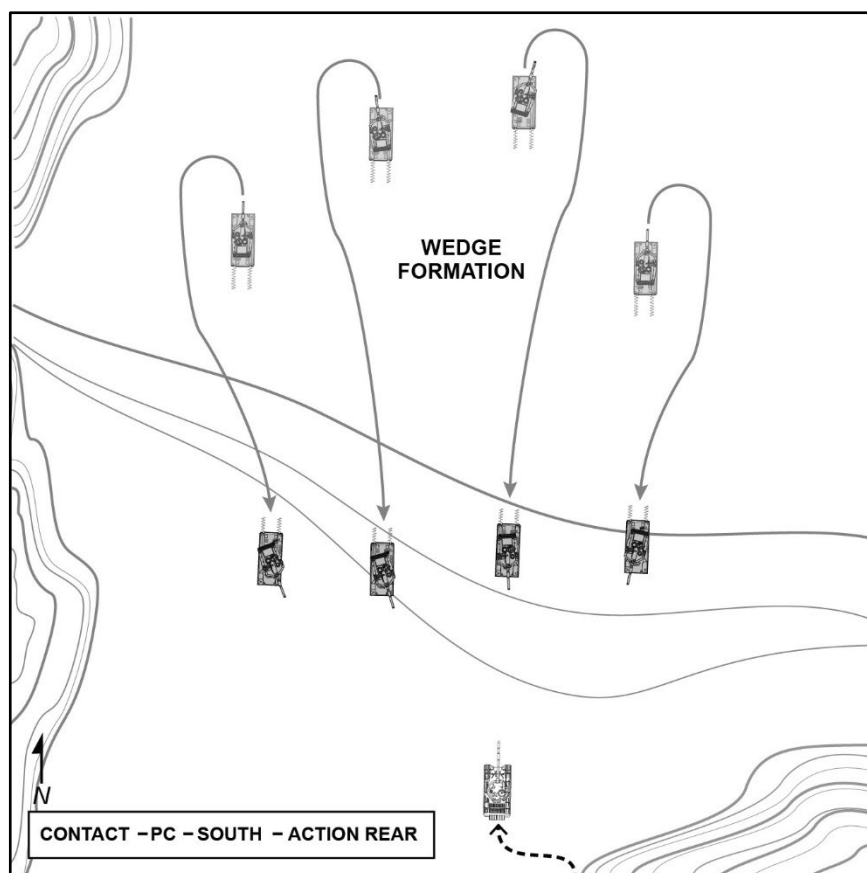 WEDGE
FORMATION
N
CONTACT – PC – SOUTH – ACTION REAR